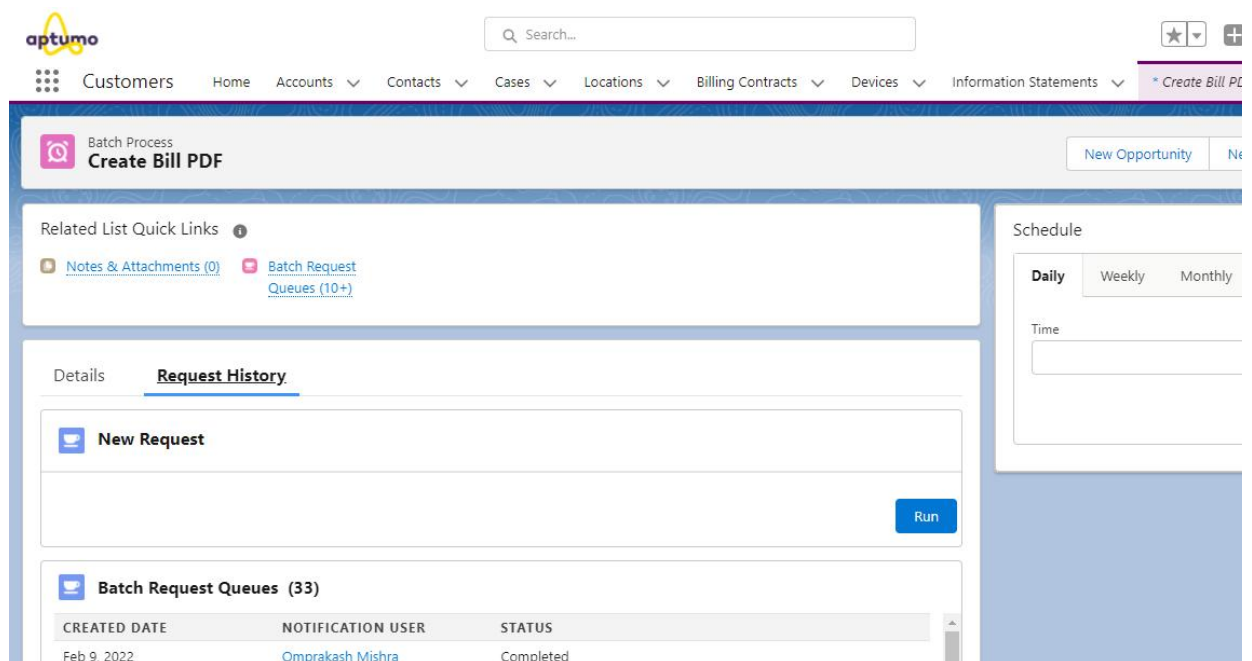 aptumo
Search...
Customers Home Accounts Contacts Cases Locations Billing Contracts Devices Information Statements * Create Bill PD
Batch Process
Create Bill PDF
New Opportunity Ne
Related List Quick Links
Notes & Attachments (0) Batch Request
Queues (10+)
Schedule
Daily Weekly Monthly
Time
Details Request History
New Request
Run
Batch Request Queues (33)
CREATED DATE NOTIFICATION USER STATUS
Feb 9, 2022 Omprakash Mishra Completed